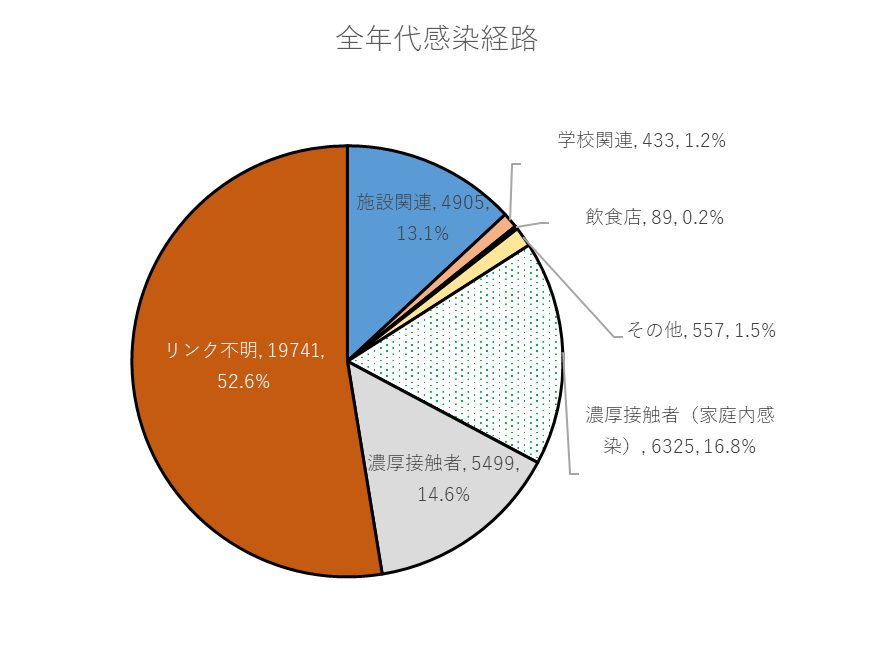 全年代感染経路
学校関連, 433, 1.2%
施設関連, 4905,
13.1%
飲食店, 89, 0.2%
その他, 557, 1.5%
リンク不明, 19741,
52.6%
濃厚接触者（家庭内感
染）, 6325, 16.8%
濃厚接触者, 5499,
14.6%